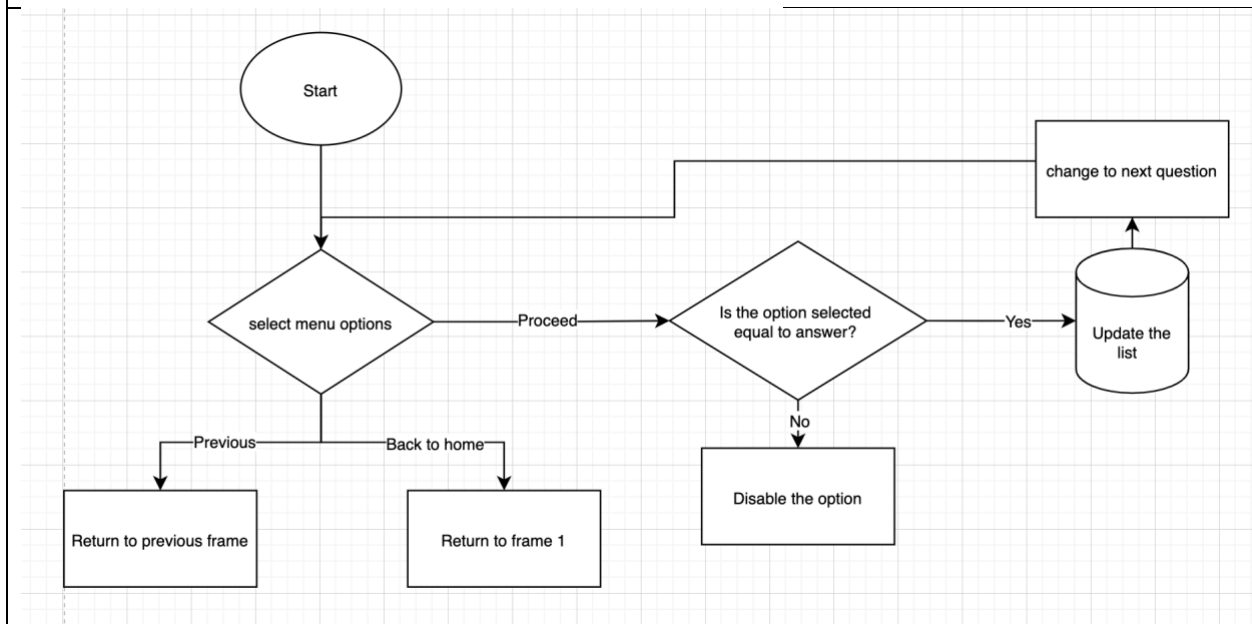 Start
change to next question
select menu options
Proceed
Is the option selected
equal to answer?
Yes
Update the
list
No
Previous
Back to home
Disable the option
Return to previous frame
Return to frame 1